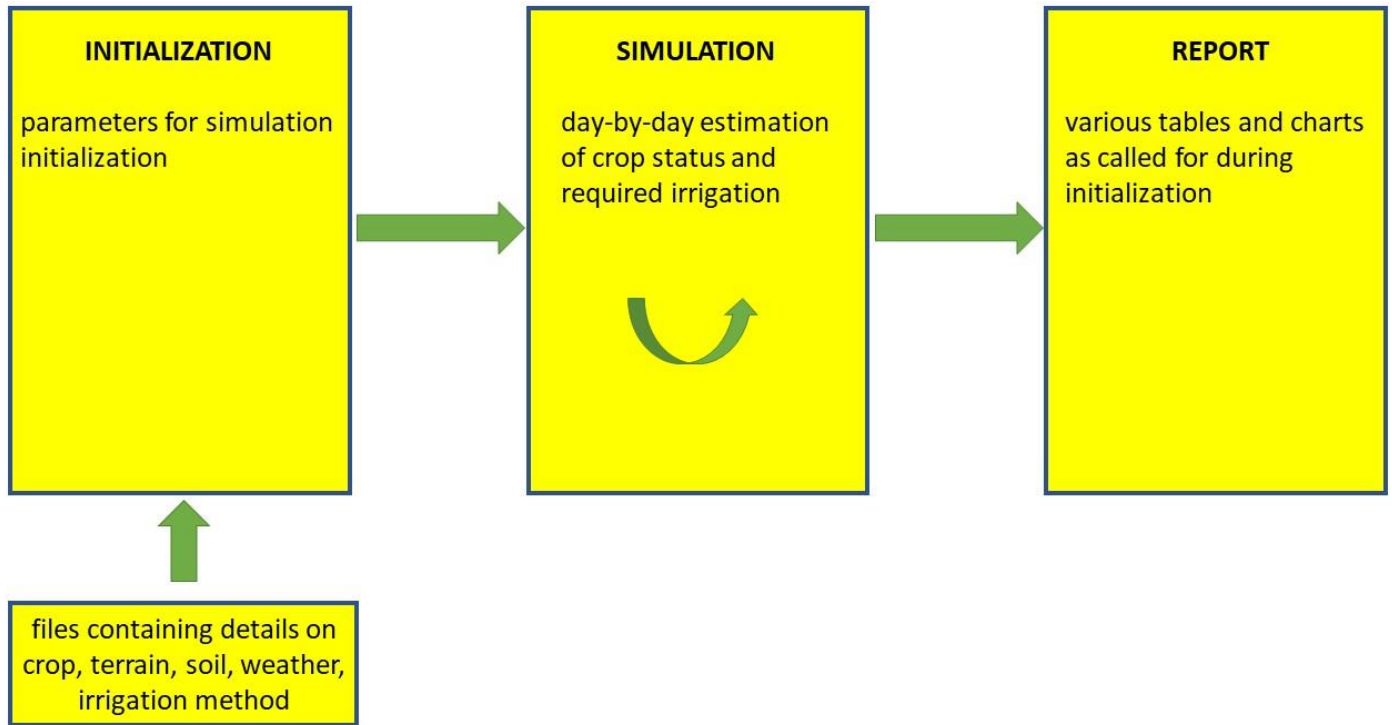 INITIALIZATION
parameters for simulation
initialization
SIMULATION
day-by-day estimation
of crop status and
required irrigation
REPORT
various tables and charts
as called for during
initialization
files containing details on
crop, terrain, soil, weather,
irrigation method